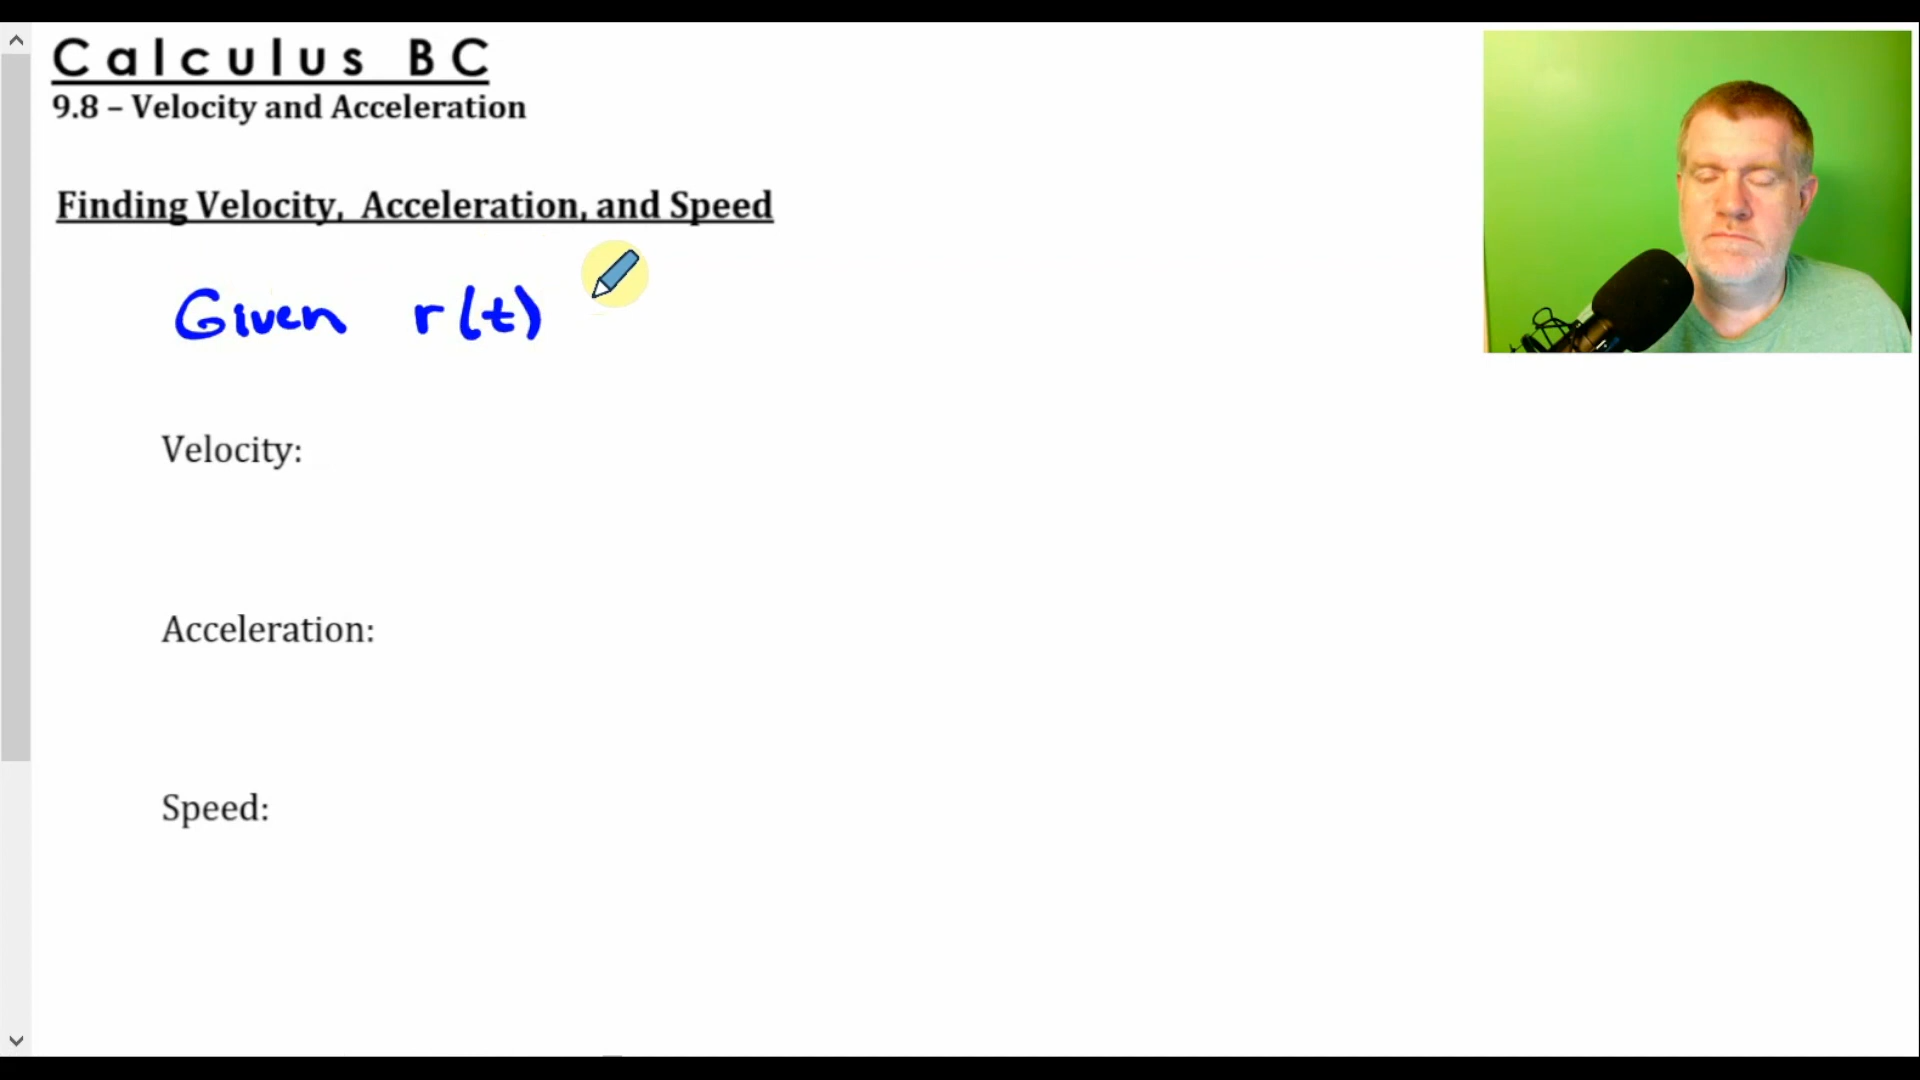 Calculus BC
9.8 – Velocity and Acceleration
Finding Velocity, Acceleration, and Speed
Given r(t)
Velocity:
Acceleration:
Speed: